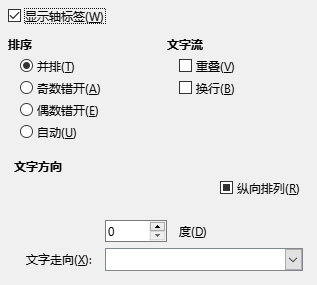 显示轴标签(W)
排序
文字流
并排(T)
重叠(V)
奇数错开(A)
换行(B)
偶数错开(E)
自动(U)
文字方向
纵向排列(R)
0
度(D)
文字走向(X):